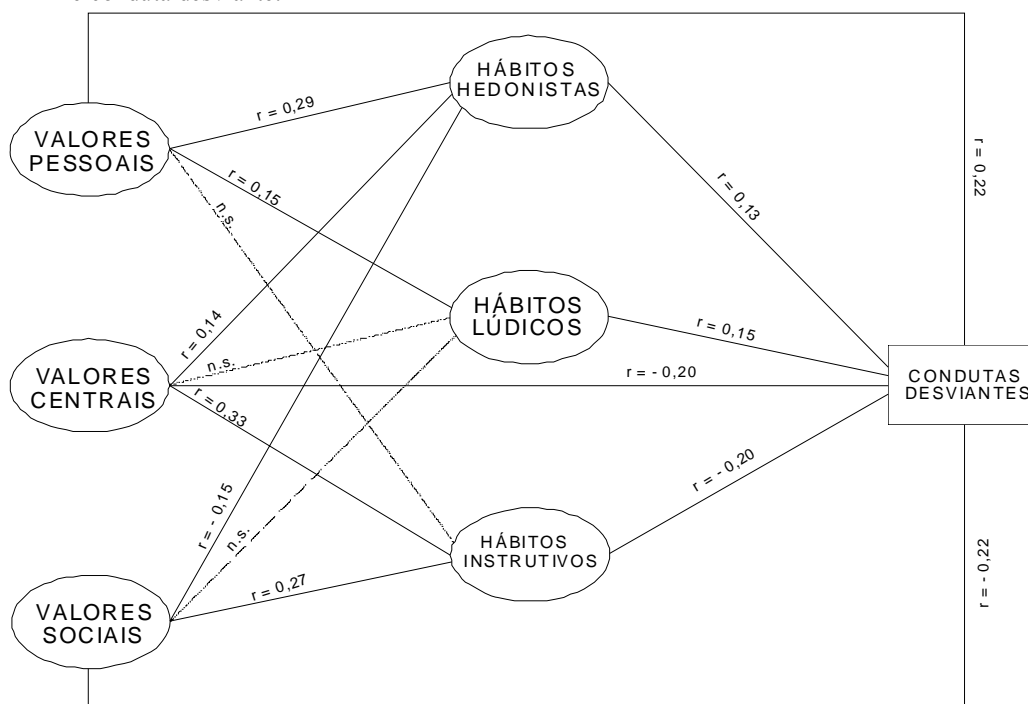 HÁBITOS
HEDONISTAS
r = 0,29
VALORES
PESSOAIS
r = 0,15
n.s.
r = 0,13
r = 0,22
HÁBITOS
LÚDICOS
r = 0,14
n.s.
r = 0,15
VALORES
CENTRAIS
r = - 0,20
CONDUTAS
DESVIANTES
r = 0,33
r = - 0,15
n.s.
r = - 0,20
HÁBITOS
INSTRUTIVOS
r = - 0,22
r = 0,27
VALORES
SOCIAIS